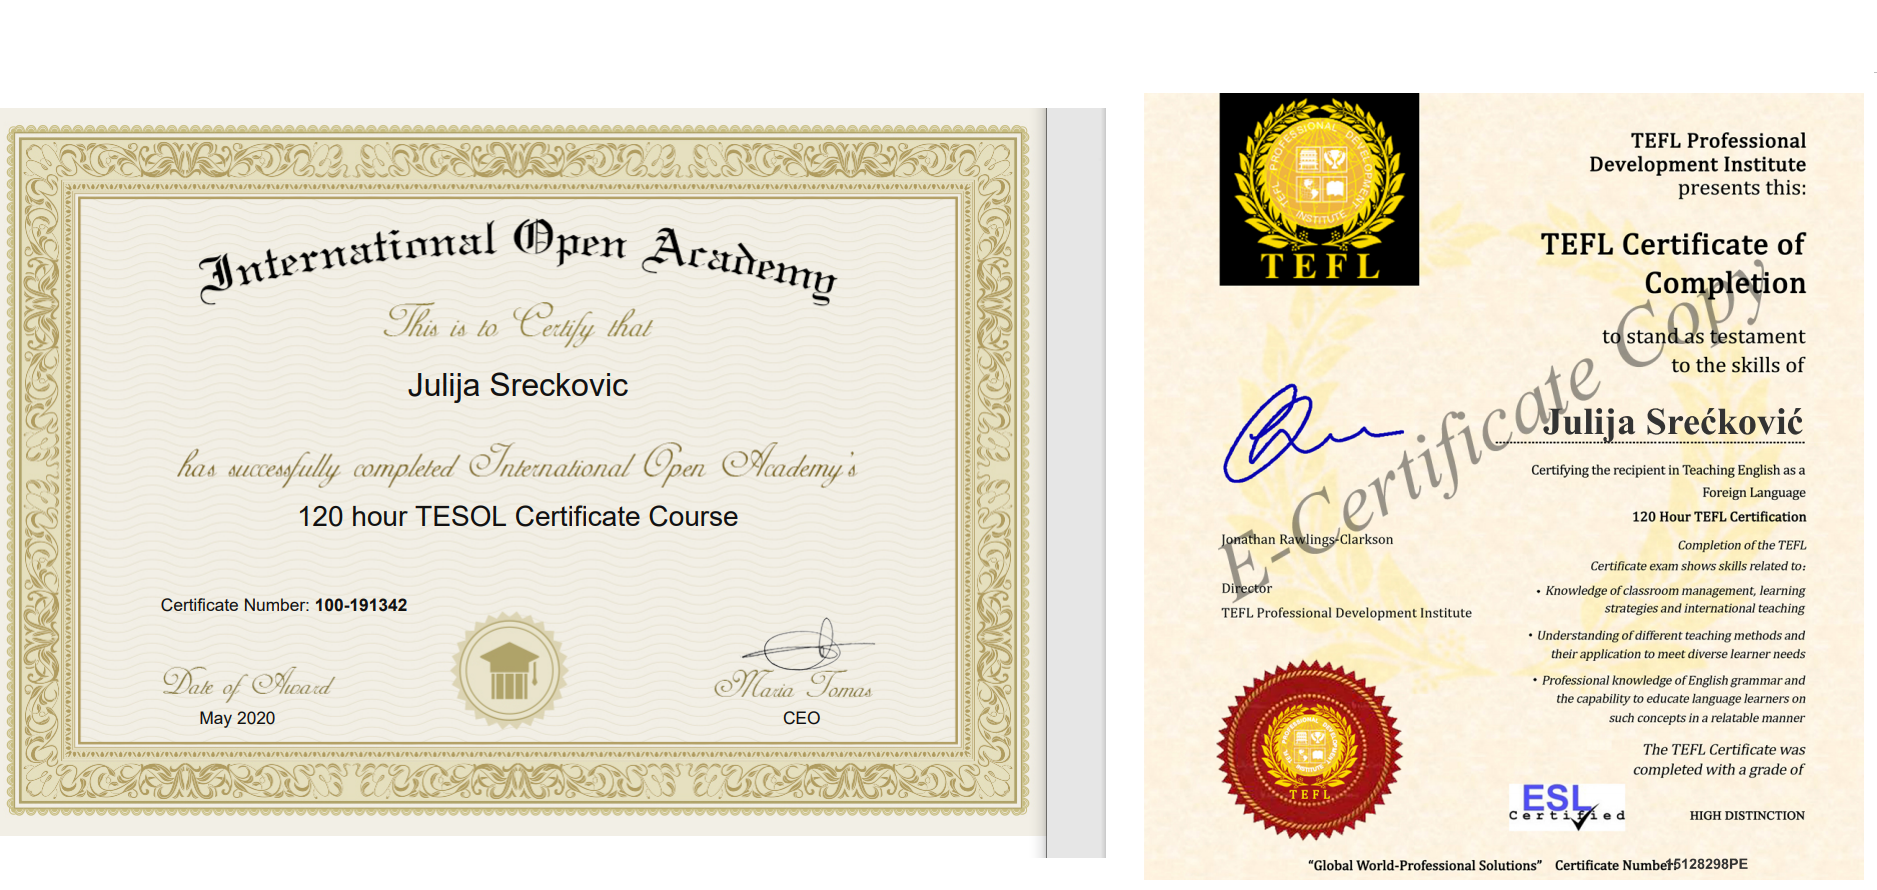 International Open Academy
This is to Certify that
Julija Sreckovic
has successfully completed International Open Academy's
120 hour TESOL Certificate Course
Certificate Number: 100-191342
Date of Award
May 2020
Maria Tomas
CEO
TEFL PROFESSIONAL DEVELOPMENT INSTITUTE
TEFL
TEFL Professional
Development Institute
presents this:
TEFL Certificate of
Completion
to stand as testament
to the skills of
Julija Srećković
E-Certificate Copy
Certifying the recipient in Teaching English as a
Foreign Language
120 Hour TEFL Certification
Completion of the TEFL
Certificate exam shows skills related to:
• Knowledge of classroom management, learning
strategies and international teaching
• Understanding of different teaching methods and
their application to meet diverse learner needs
• Professional knowledge of English grammar and
the capability to educate language learners on
such concepts in a relatable manner
The TEFL Certificate was
completed with a grade of
HIGH DISTINCTION
Jonathan Rawlings-Clarkson
Director
TEFL Professional Development Institute
TEFL
ESL
Certified
“Global World-Professional Solutions” Certificate Number: 15128298PE